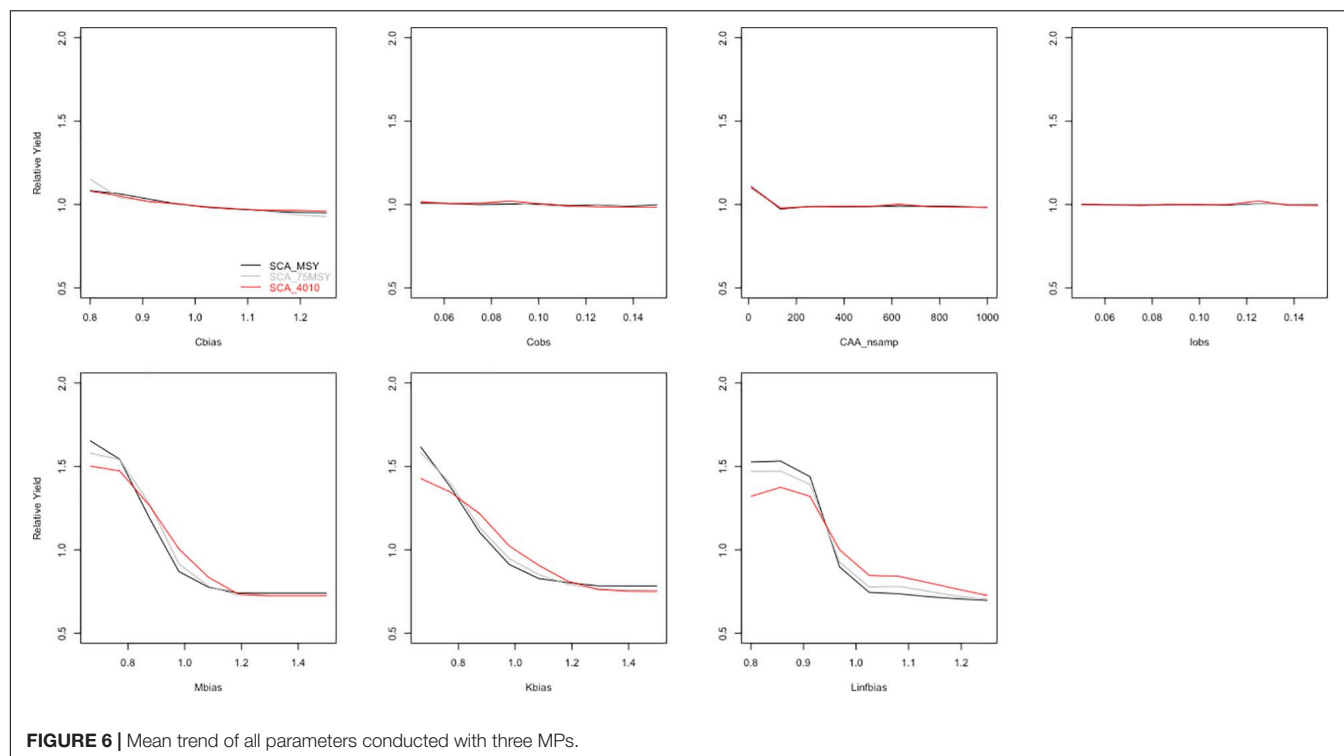 Relative Yield
2.0
1.5
1.0
0.5
SCA_MSY
SCA_75MSY
SCA_4010
0.8 0.9 1.0 1.1 1.2
Cbias
2.0
1.5
1.0
0.5
0.06 0.08 0.10 0.12 0.14
Cobs
2.0
1.5
1.0
0.5
0 200 400 600 800 1000
CAA_nsamp
2.0
1.5
1.0
0.5
0.06 0.08 0.10 0.12 0.14
Iobs
Relative Yield
2.0
1.5
1.0
0.5
0.8 1.0 1.2 1.4
Mbias
2.0
1.5
1.0
0.5
0.8 1.0 1.2 1.4
Kbias
2.0
1.5
1.0
0.5
0.8 0.9 1.0 1.1 1.2
Linfbias
FIGURE 6 | Mean trend of all parameters conducted with three MPs.